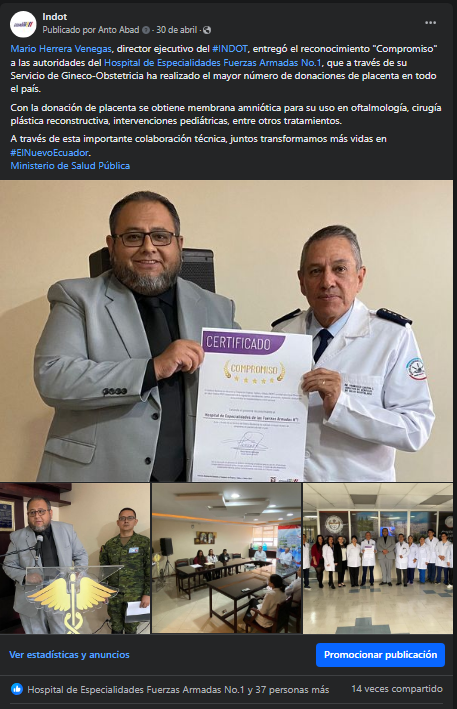 Indot
Publicado por Anto Abad · 30 de abril ·
Mario Herrera Venegas, director ejecutivo del #INDOT, entregó el reconocimiento "Compromiso"
a las autoridades del Hospital de Especialidades Fuerzas Armadas No.1, que a través de su
Servicio de Gineco-Obstetricia ha realizado el mayor número de donaciones de placenta en todo
el país.
Con la donación de placenta se obtiene membrana amniótica para su uso en oftalmología, cirugía
plástica reconstructiva, intervenciones pediátricas, entre otros tratamientos.
A través de esta importante colaboración técnica, juntos transformamos más vidas en
#ElNuevoEcuador.
Ministerio de Salud Pública
CERTIFICADO
COMPROMISO
Hospital de Especialidades de las Fuerzas Armadas N°1
Ver estadísticas y anuncios
Promocionar publicación
Hospital de Especialidades Fuerzas Armadas No.1 y 37 personas más
14 veces compartido